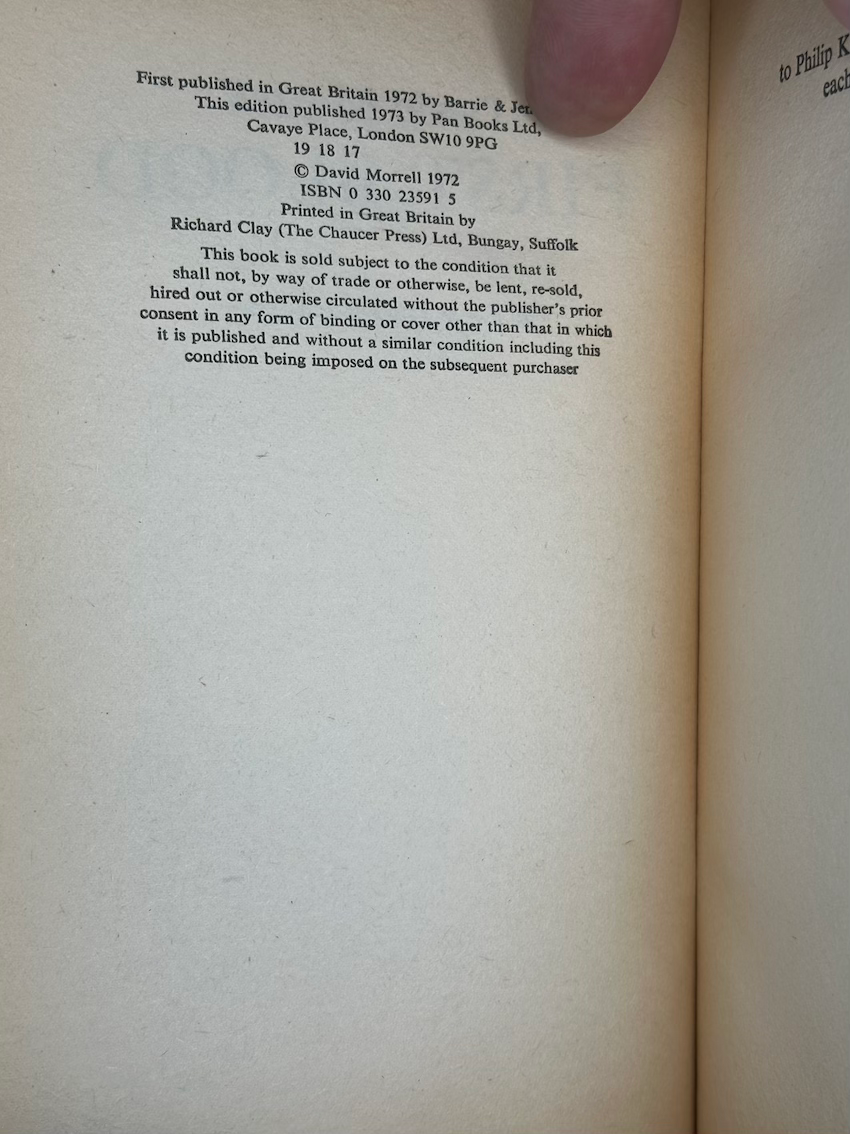 First published in Great Britain 1972 by Barrie &
This edition published 1973 by Pan Books Ltd,
Cavaye Place, London SW10 9PG
19 18 17
© David Morrell 1972
ISBN 0 330 23591 5
Printed in Great Britain by
Richard Clay (The Chaucer Press) Ltd, Bungay, Suffolk
This book is sold subject to the condition that it
shall not, by way of trade or otherwise, be lent, re-sold,
hired out or otherwise circulated without the publisher's prior
consent in any form of binding or cover other than that in which
it is published and without a similar condition including this
condition being imposed on the subsequent purchaser
to Philip
each